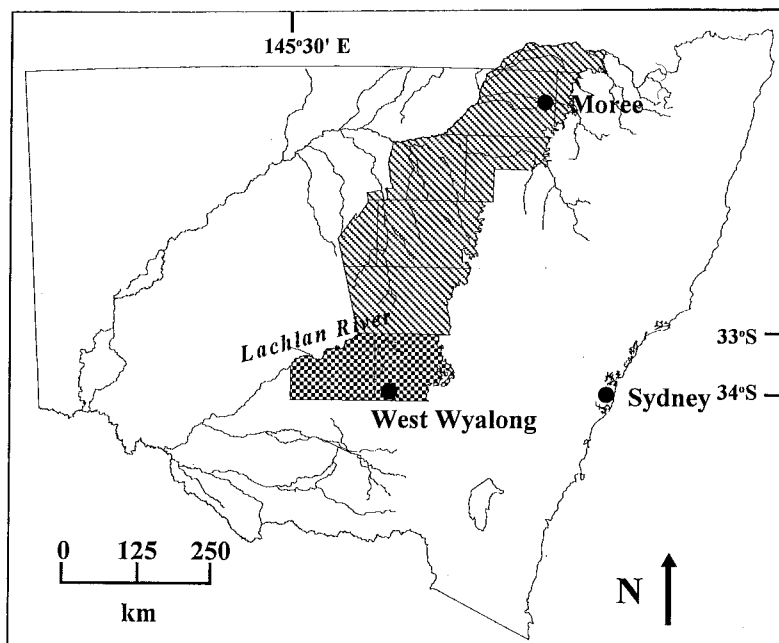 145°30' E
Moree
Lachlan River
33°S
West Wyalong
Sydney
34°S
0 125 250
km
N